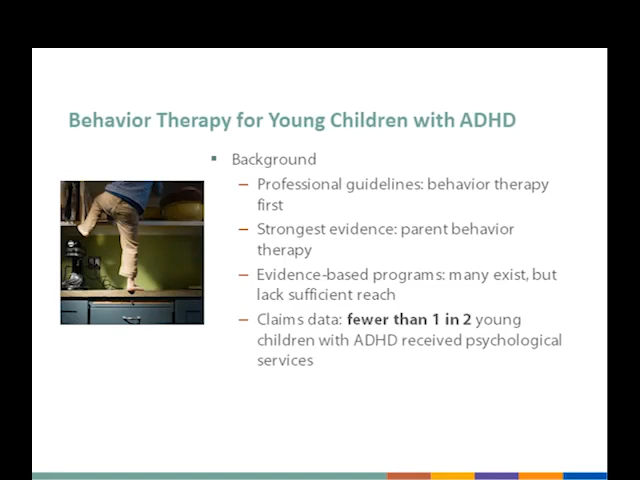 Behavior Therapy for Young Children with ADHD
▪ Background
– Professional guidelines: behavior therapy
first
– Strongest evidence: parent behavior
therapy
– Evidence-based programs: many exist, but
lack sufficient reach
– Claims data: fewer than 1 in 2 young
children with ADHD received psychological
services